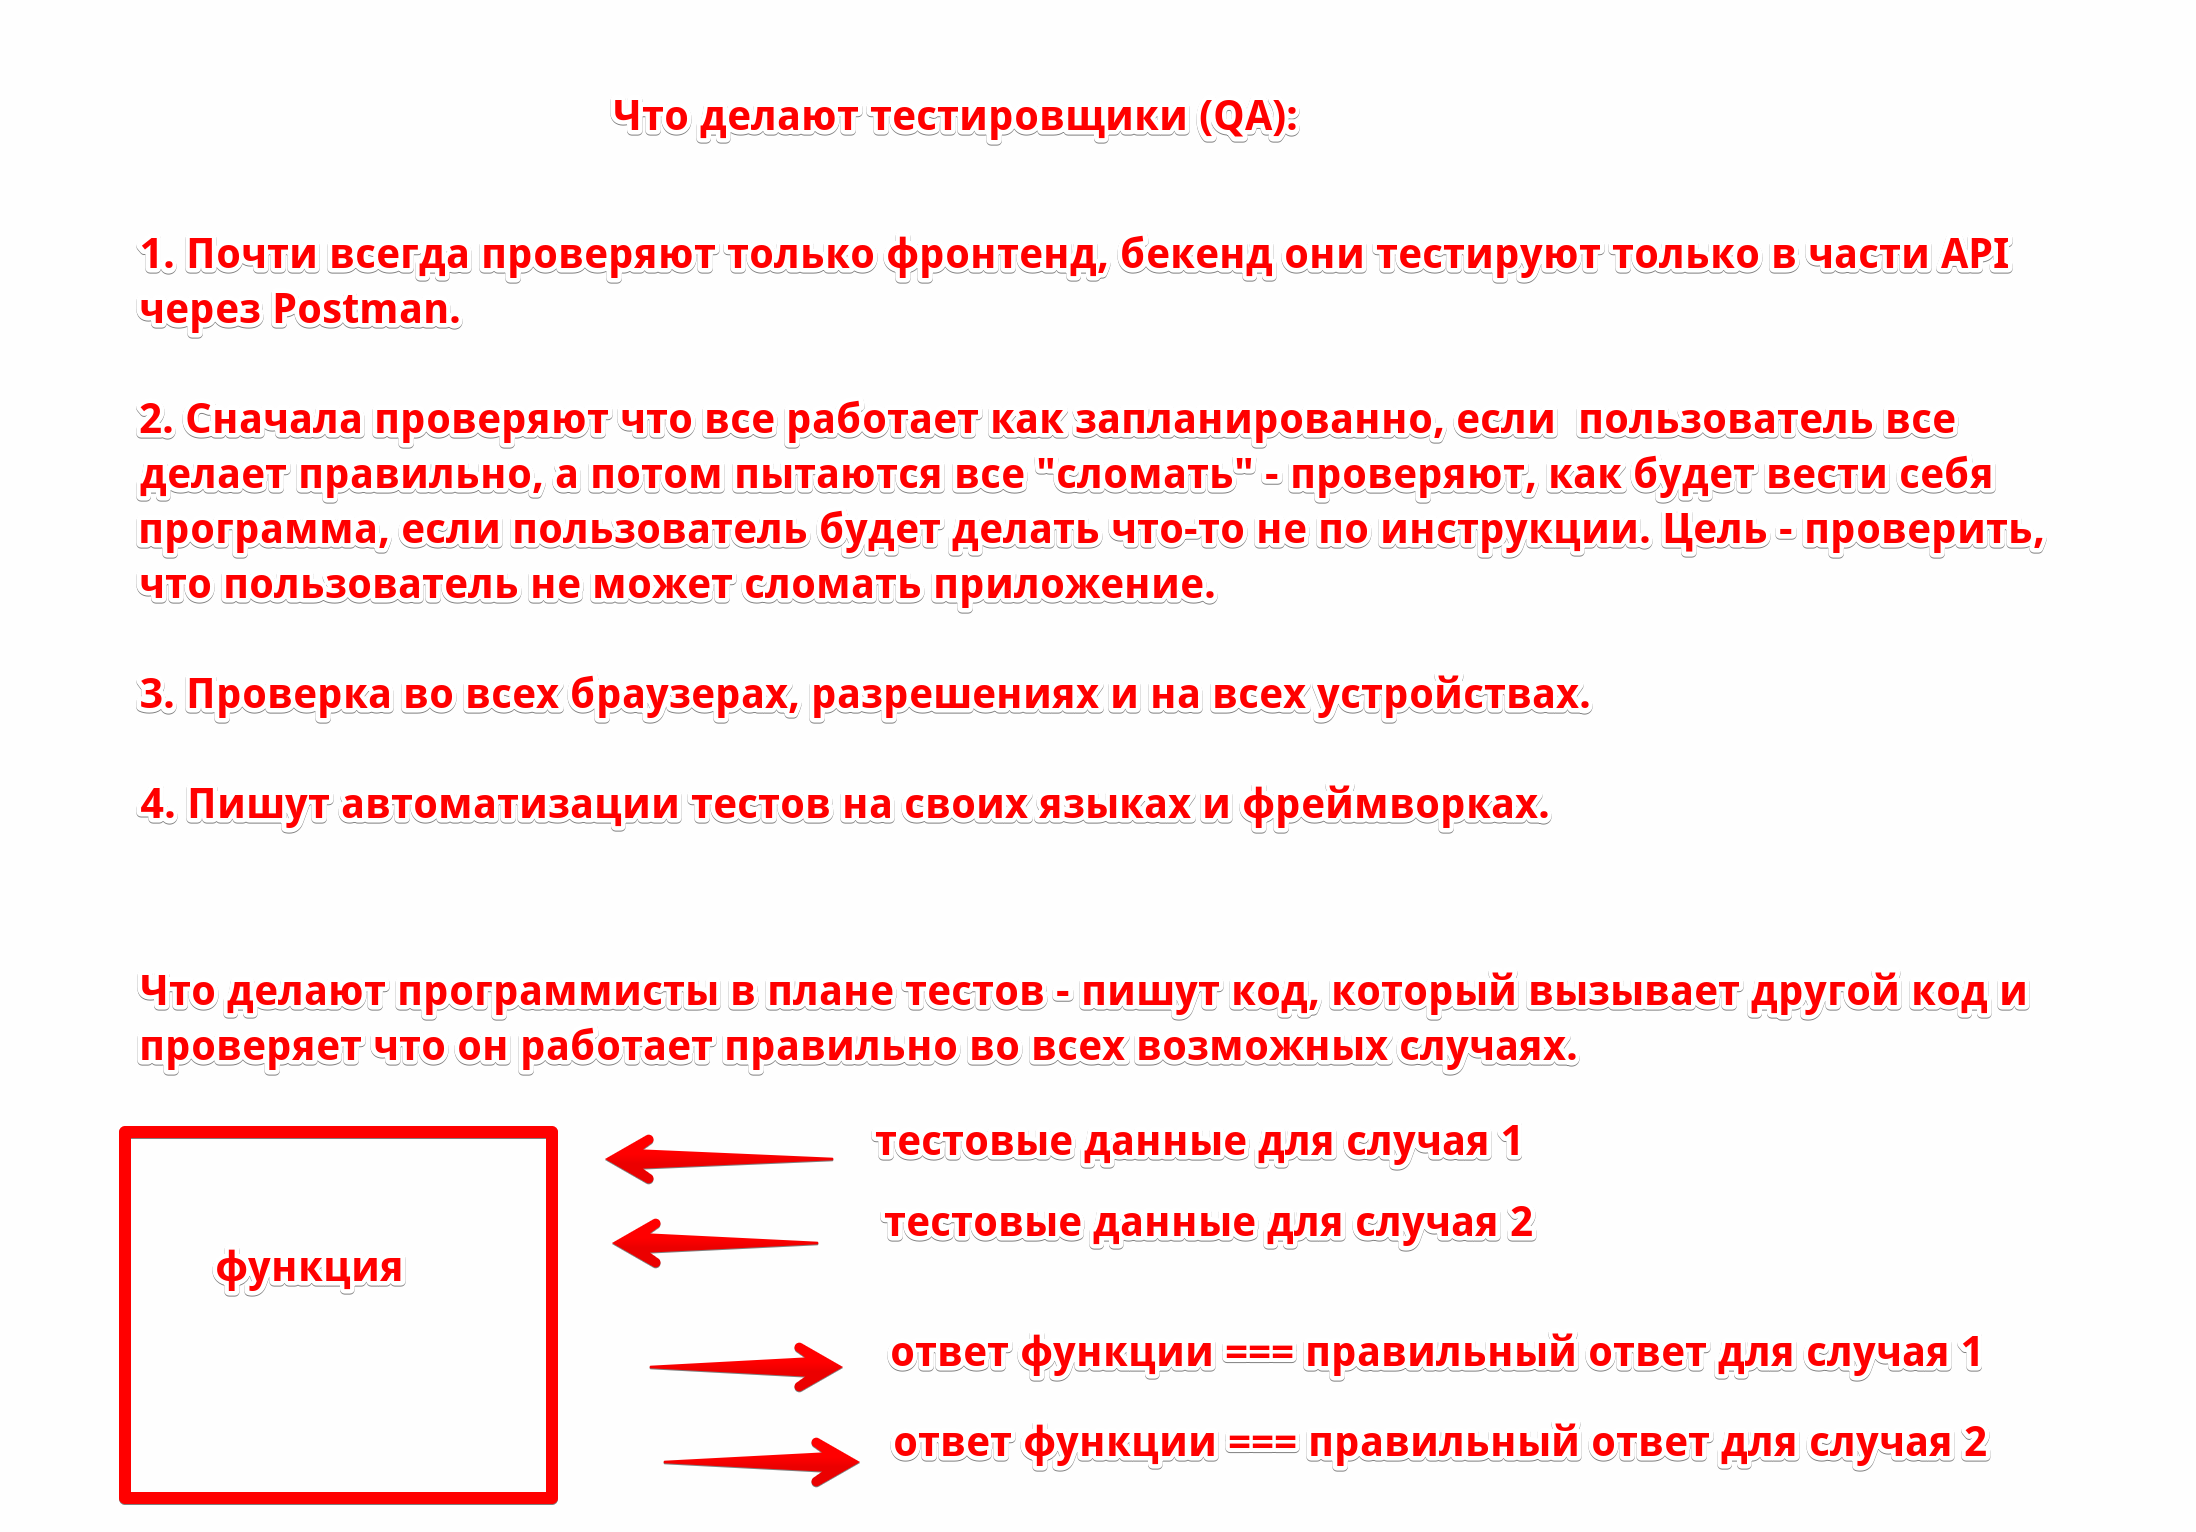 Что делают тестировщики (QA):
1. Почти всегда проверяют только фронтенд, бекенд они тестируют только в части API
через Postman.
2. Сначала проверяют что все работает как запланированно, если  пользователь все
делает правильно, а потом пытаются все "сломать" - проверяют, как будет вести себя
программа, если пользователь будет делать что-то не по инструкции. Цель - проверить,
что пользователь не может сломать приложение.
3. Проверка во всех браузерах, разрешениях и на всех устройствах.
4. Пишут автоматизации тестов на своих языках и фреймворках.
Что делают программисты в плане тестов - пишут код, который вызывает другой код и
проверяет что он работает правильно во всех возможных случаях.
тестовые данные для случая 1
тестовые данные для случая 2
функция
ответ функции === правильный ответ для случая 1
ответ функции === правильный ответ для случая 2